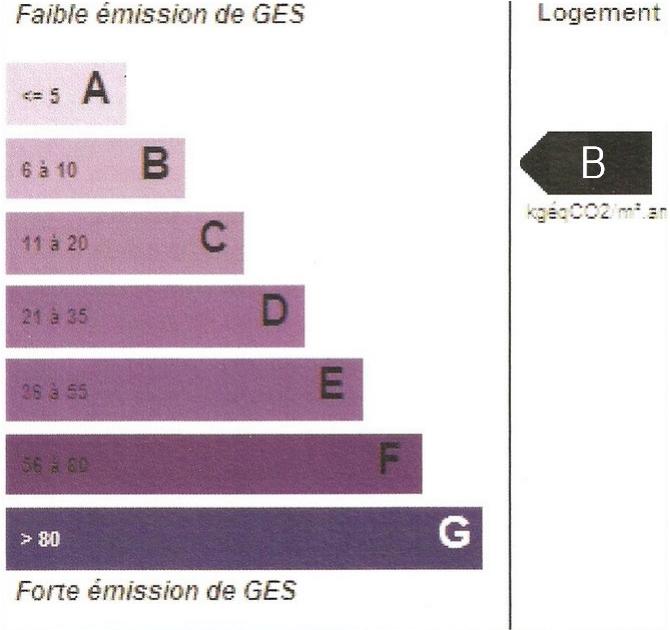 Faible émission de GES
Logement
<= 5 A
6 à 10 B
B
kgéqCO2/m².an
11 à 20 C
21 à 35 D
36 à 55 E
56 à 80 F
> 80 G
Forte émission de GES